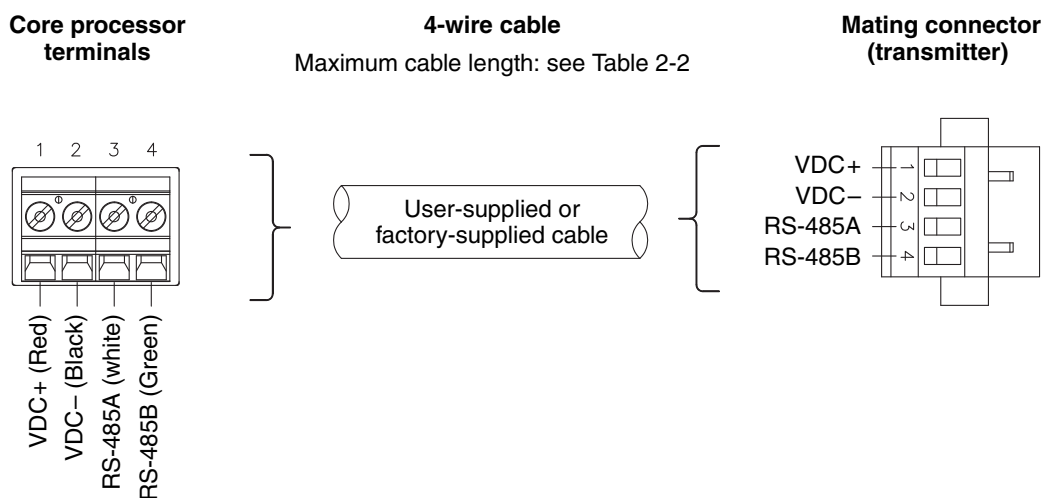 Core processor
terminals
4-wire cable
Maximum cable length: see Table 2-2
Mating connector
(transmitter)
1 2 3 4
VDC+ (Red)
VDC– (Black)
RS-485A (white)
RS-485B (Green)
User-supplied or
factory-supplied cable
VDC+ 1
VDC– 2
RS-485A 3
RS-485B 4